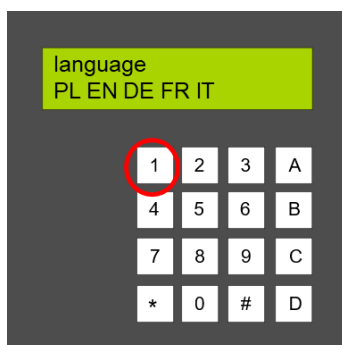 language
PL EN DE FR IT
1 2 3 A
4 5 6 B
7 8 9 C
* 0 # D